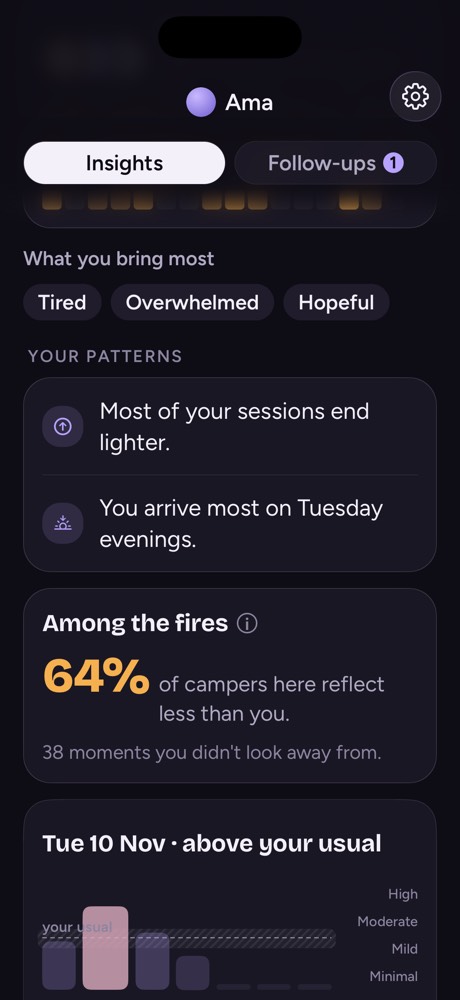 Ama
Insights
Follow-ups 1
What you bring most
Tired
Overwhelmed
Hopeful
YOUR PATTERNS
Most of your sessions end
lighter.
You arrive most on Tuesday
evenings.
Among the fires
64% of campers here reflect
less than you.
38 moments you didn't look away from.
Tue 10 Nov · above your usual
High
Moderate
your usual
Mild
Minimal